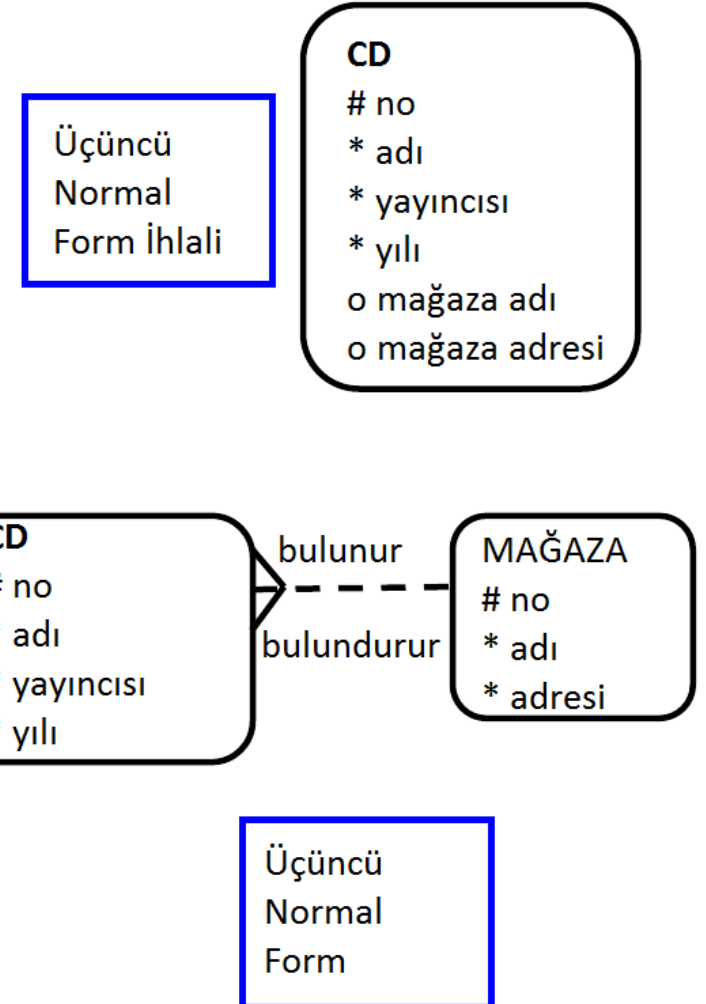 CD
# no
* adı
* yayıncısı
* yılı
o mağaza adı
o mağaza adresi
Üçüncü
Normal
Form İhlali
CD
# no
* adı
* yayıncısı
* yılı
bulunur
bulundurur
MAĞAZA
# no
* adı
* adresi
Üçüncü
Normal
Form